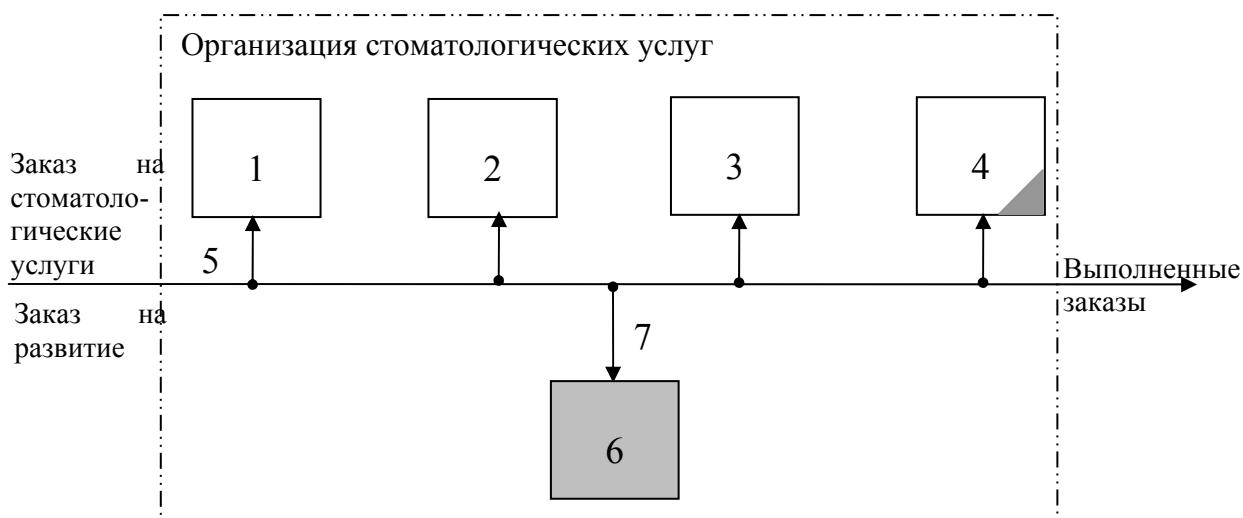 Организация стоматологических услуг
1
2
3
4
Заказ на
стоматоло-
гические
услуги
5
Выполненные
заказы
Заказ на
развитие
7
6